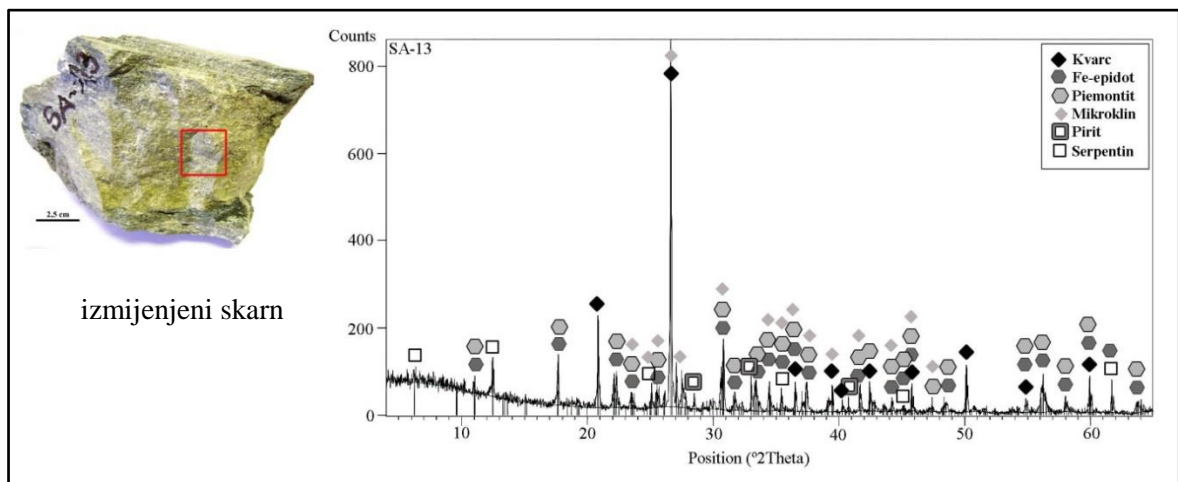 SA-13
2,5 cm
izmijenjeni skarn
Counts
SA-13
800
600
400
200
0
10
20
30
40
50
60
Position (°2Theta)
Kvarc
Fe-epidot
Piemontit
Mikroklin
Pirit
Serpentin